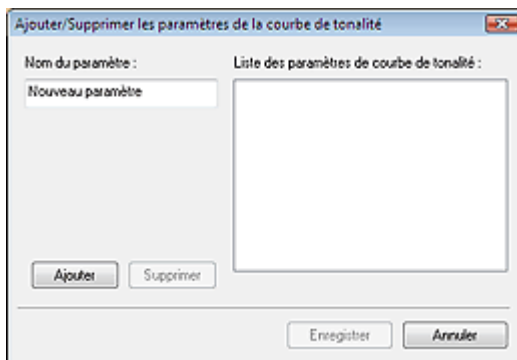 Ajouter/Supprimer les paramètres de la courbe de tonalité
Nom du paramètre :
Liste des paramètres de courbe de tonalité :
Nouveau paramètre
Ajouter
Supprimer
Enregistrer
Annuler